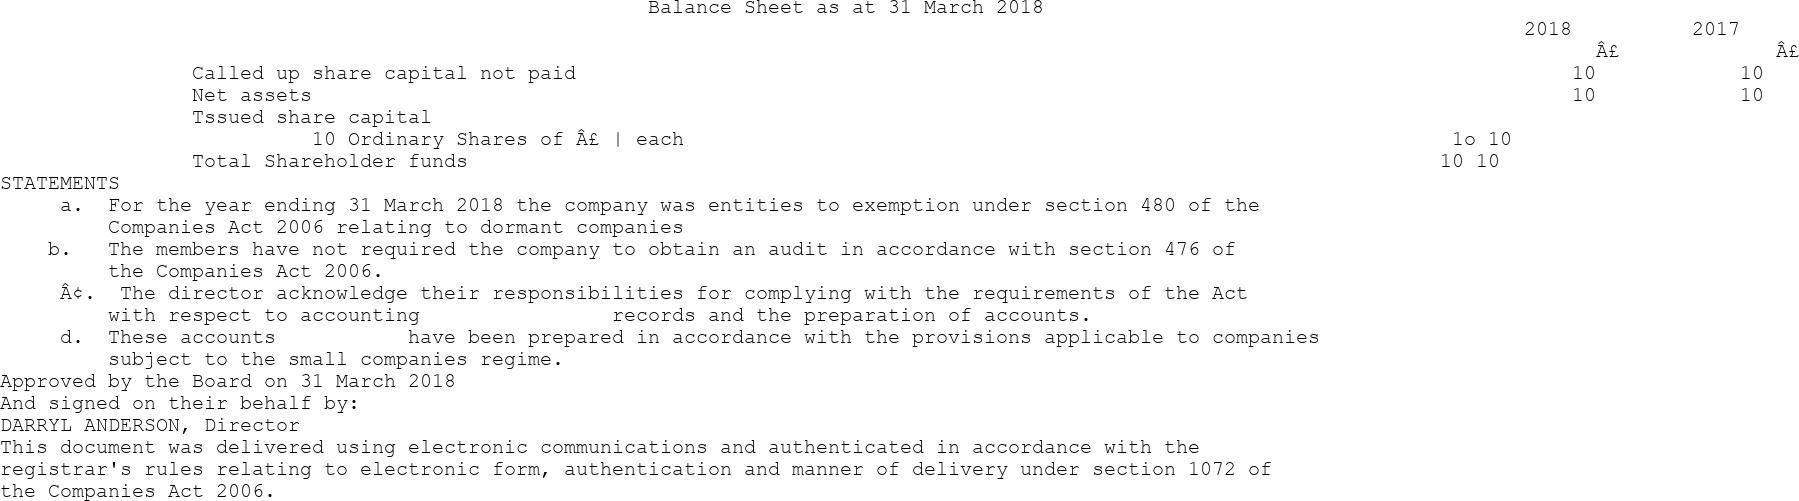 Balance Sheet as at 31 March 2018
2018 2017
Â£ Â£
Called up share capital not paid 10 10
Net assets 10 10
Tssued share capital
10 Ordinary Shares of Â£ | each 1o 10
Total Shareholder funds 10 10
STATEMENTS
a. For the year ending 31 March 2018 the company was entities to exemption under section 480 of the
Companies Act 2006 relating to dormant companies
b. The members have not required the company to obtain an audit in accordance with section 476 of
the Companies Act 2006.
Â¢. The director acknowledge their responsibilities for complying with the requirements of the Act
with respect to accounting records and the preparation of accounts.
d. These accounts have been prepared in accordance with the provisions applicable to companies
subject to the small companies regime.
Approved by the Board on 31 March 2018
And signed on their behalf by:
DARRYL ANDERSON, Director
This document was delivered using electronic communications and authenticated in accordance with the
registrar's rules relating to electronic form, authentication and manner of delivery under section 1072 of
the Companies Act 2006.